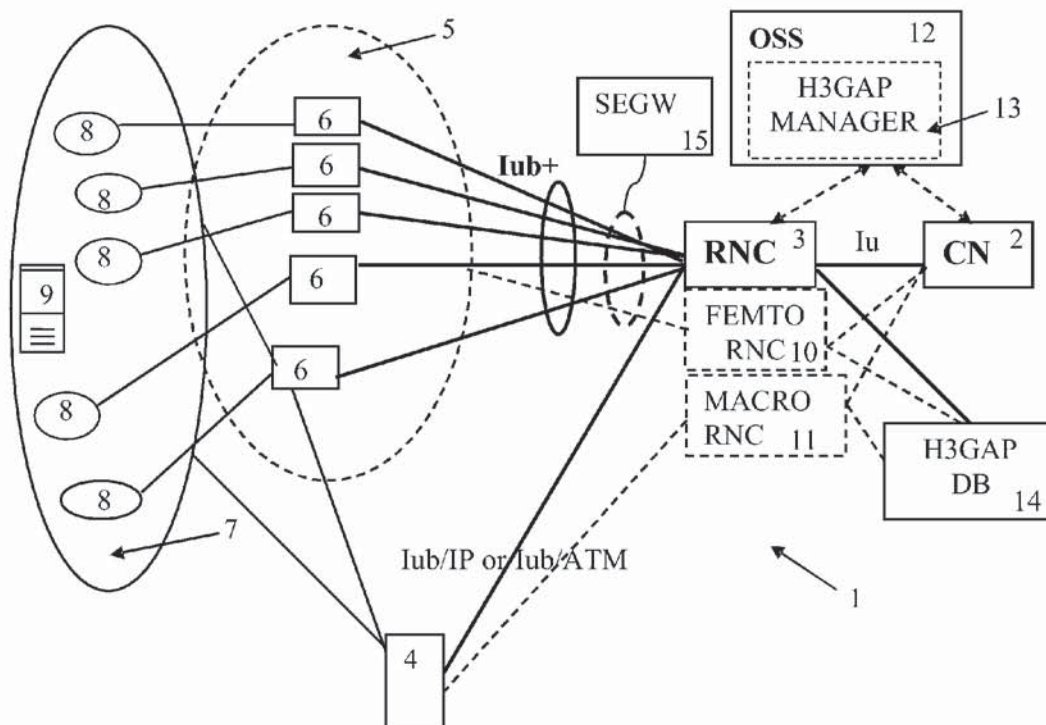 5
OSS 12
H3GAP
MANAGER
13
SEGW
15
8
6
Iub+
8
6
8
6
RNC 3
Iu
CN 2
9
6
FEMTO
RNC 10
6
MACRO
RNC 11
8
H3GAP
DB
14
8
7
Iub/IP or Iub/ATM
1
4